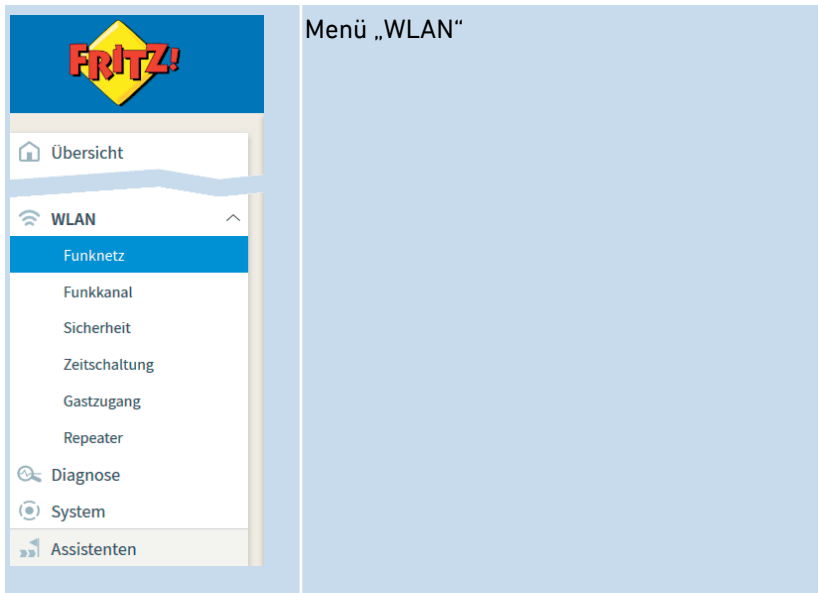 FRITZ!
Menü „WLAN“
Übersicht
WLAN
Funknetz
Funkkanal
Sicherheit
Zeitschaltung
Gastzugang
Repeater
Diagnose
System
Assistenten